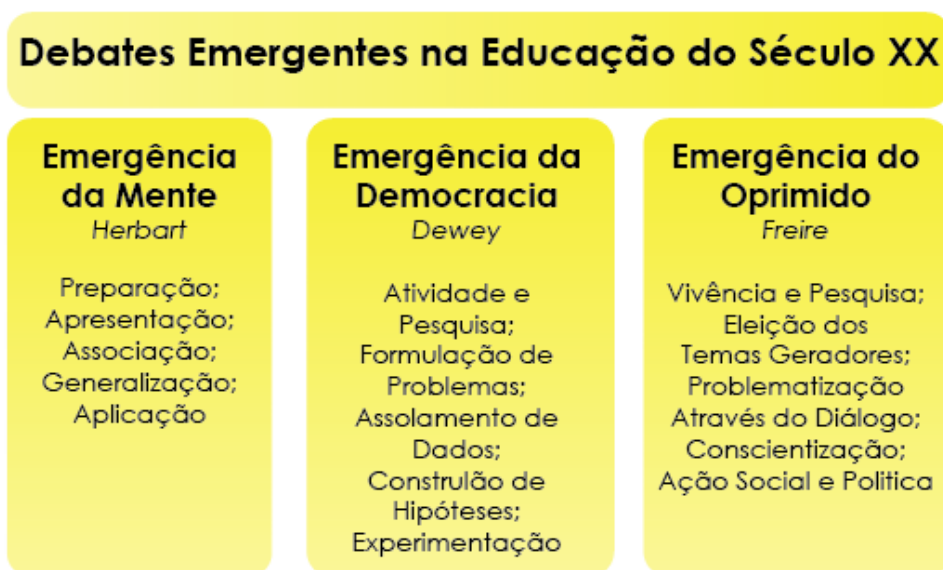 Debates Emergentes na Educação do Século XX
Emergência
da Mente
Herbart
Preparação;
Apresentação;
Associação;
Generalização;
Aplicação
Emergência da
Democracia
Dewey
Atividade e
Pesquisa;
Formulação de
Problemas;
Assolamento de
Dados;
Construlão de
Hipóteses;
Experimentação
Emergência do
Oprimido
Freire
Vivência e Pesquisa;
Eleição dos
Temas Geradores;
Problematização
Através do Diálogo;
Conscientização;
Ação Social e Politica